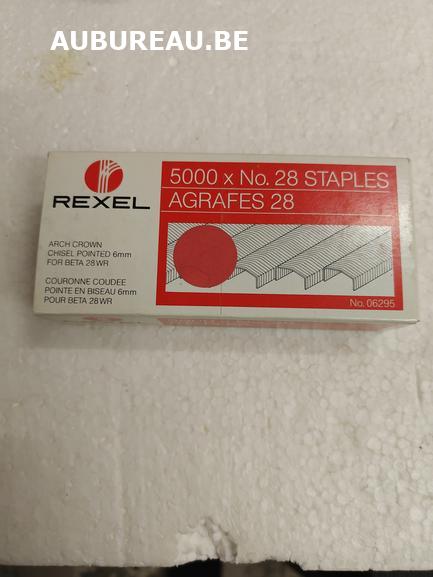 AUBUREAU.BE
REXEL
ARCH CROWN
CHISEL POINTED 6mm
FOR BETA 28WR
COURONNE COUDEE
POINTE EN BISEAU 6mm
POUR BETA 28WR
5000 x No. 28 STAPLES
AGRAFES 28
No. 06295